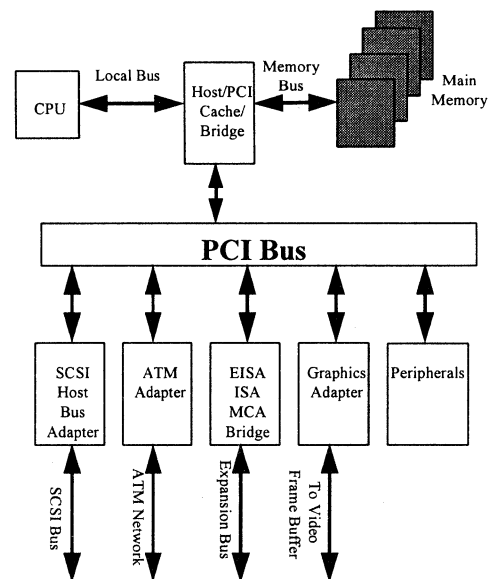 Local Bus
CPU
Host/PCI
Cache/
Bridge
Memory
Bus
Main
Memory
PCI Bus
SCSI
Host
Bus
Adapter
ATM
Adapter
EISA
ISA
MCA
Bridge
Graphics
Adapter
Peripherals
SCSI Bus
ATM Network
Expansion Bus
To Video
Frame Buffer